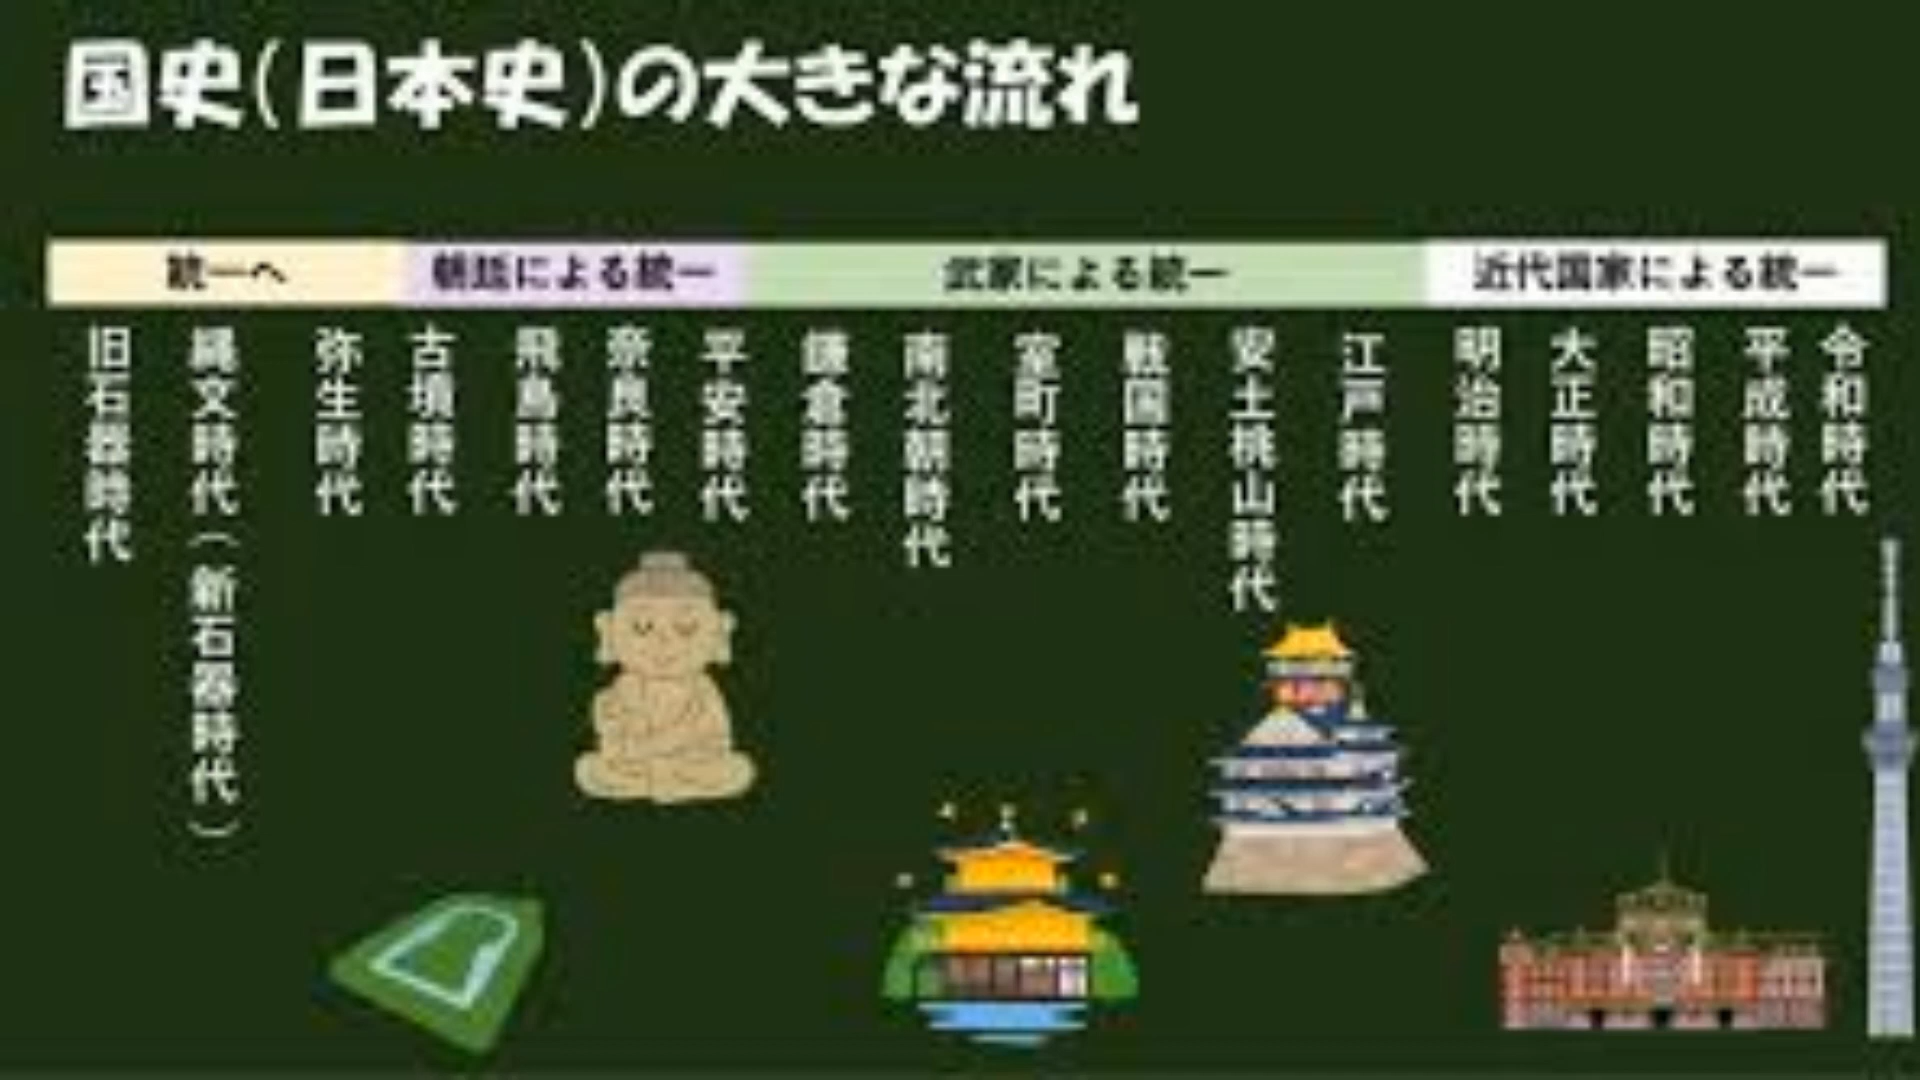 国史(日本史)の大きな流れ
統一へ
朝廷による統一
武家による統一
近代国家による統一
旧石器時代
縄文時代(新石器時代)
弥生時代
古墳時代
飛鳥時代
奈良時代
平安時代
鎌倉時代
南北朝時代
室町時代
戦国時代
安土桃山時代
江戸時代
明治時代
大正時代
昭和時代
平成時代
令和時代